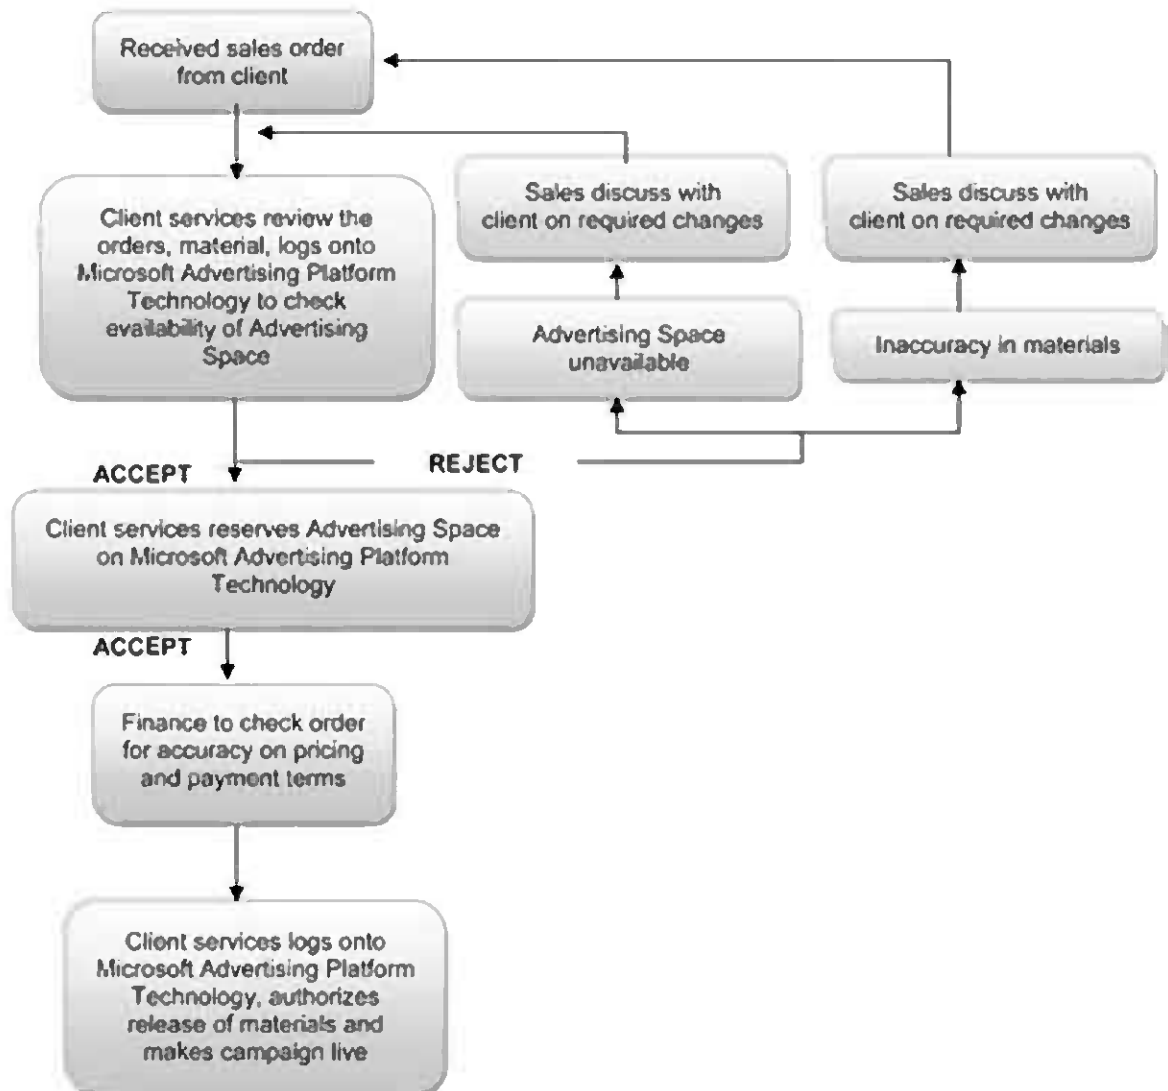 Received sales order
from client
Sales discuss with
client on required changes
Sales discuss with
client on required changes
Client services review the
orders, material, logs onto
Microsoft Advertising Platform
Technology to check
availability of Advertising
Space
Advertising Space
unavailable
Inaccuracy in materials
ACCEPT
REJECT
Client services reserves Advertising Space
on Microsoft Advertising Platform
Technology
ACCEPT
Finance to check order
for accuracy on pricing
and payment terms
Client services logs onto
Microsoft Advertising Platform
Technology, authorizes
release of materials and
makes campaign live